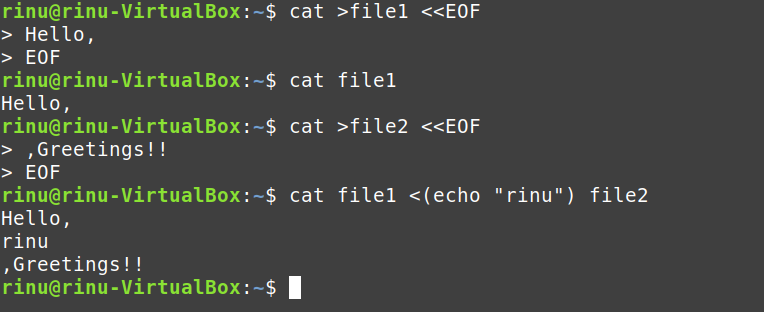 rinu@rinu-VirtualBox:~$ cat >file1 <<EOF
> Hello,
> EOF
rinu@rinu-VirtualBox:~$ cat file1
Hello,
rinu@rinu-VirtualBox:~$ cat >file2 <<EOF
> ,Greetings!!
> EOF
rinu@rinu-VirtualBox:~$ cat file1 <(echo "rinu") file2
Hello,
rinu
,Greetings!!
rinu@rinu-VirtualBox:~$